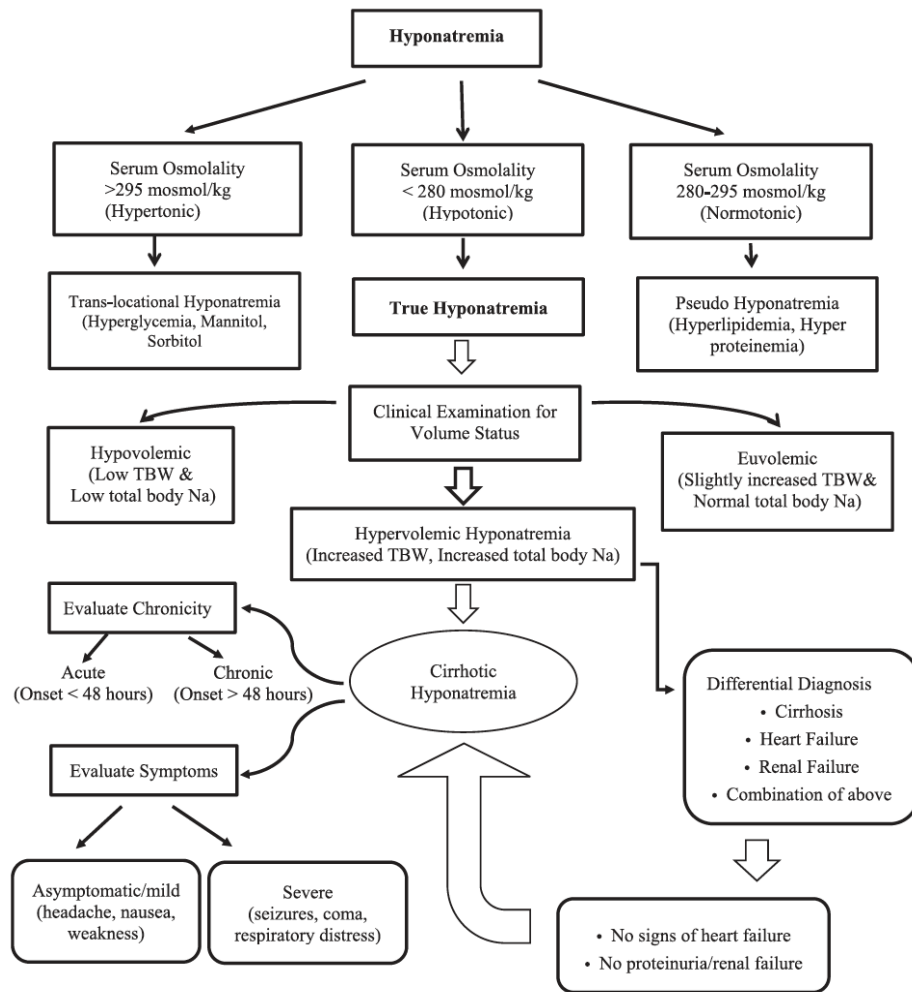 Hyponatremia
Serum Osmolality
>295 mosmol/kg
(Hypertonic)
Serum Osmolality
< 280 mosmol/kg
(Hypotonic)
Serum Osmolality
280-295 mosmol/kg
(Normotonic)
Trans-locational Hyponatremia
(Hyperglycemia, Mannitol,
Sorbitol
True Hyponatremia
Pseudo Hyponatremia
(Hyperlipidemia, Hyper
proteinemia)
Clinical Examination for
Volume Status
Hypovolemic
(Low TBW &
Low total body Na)
Euvolemic
(Slightly increased TBW&
Normal total body Na)
Hypervolemic Hyponatremia
(Increased TBW, Increased total body Na)
Evaluate Chronicity
Acute
(Onset < 48 hours)
Chronic
(Onset > 48 hours)
Cirrhotic
Hyponatremia
Differential Diagnosis
• Cirrhosis
• Heart Failure
• Renal Failure
• Combination of above
Evaluate Symptoms
Asymptomatic/mild
(headache, nausea,
weakness)
Severe
(seizures, coma,
respiratory distress)
• No signs of heart failure
• No proteinuria/renal failure